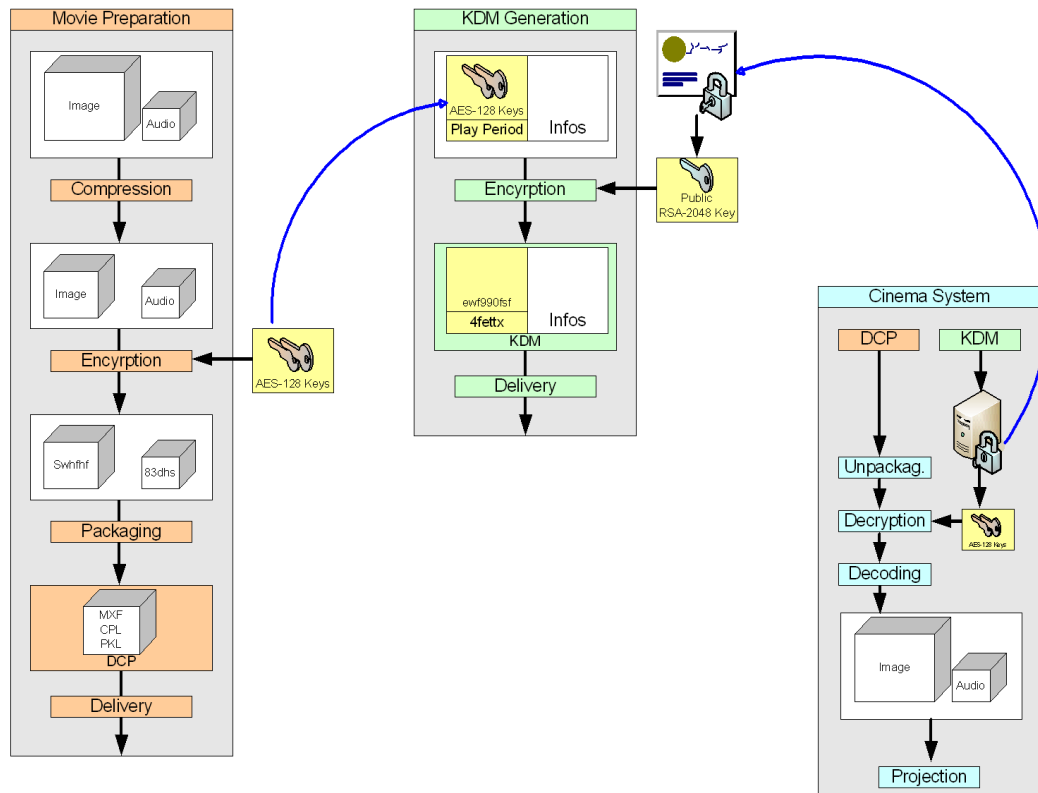 Movie Preparation
Image
Audio
Compression
Image
Audio
Encyrption
AES-128 Keys
Swhfhf
83dhs
Packaging
MXF
CPL
PKL
DCP
Delivery
KDM Generation
AES-128 Keys
Play Period
Infos
Encyrption
Public
RSA-2048 Key
ewf990fsf
4fettx
Infos
KDM
Delivery
Cinema System
DCP
KDM
Unpackag.
Decryption
AES-128 Keys
Decoding
Image
Audio
Projection